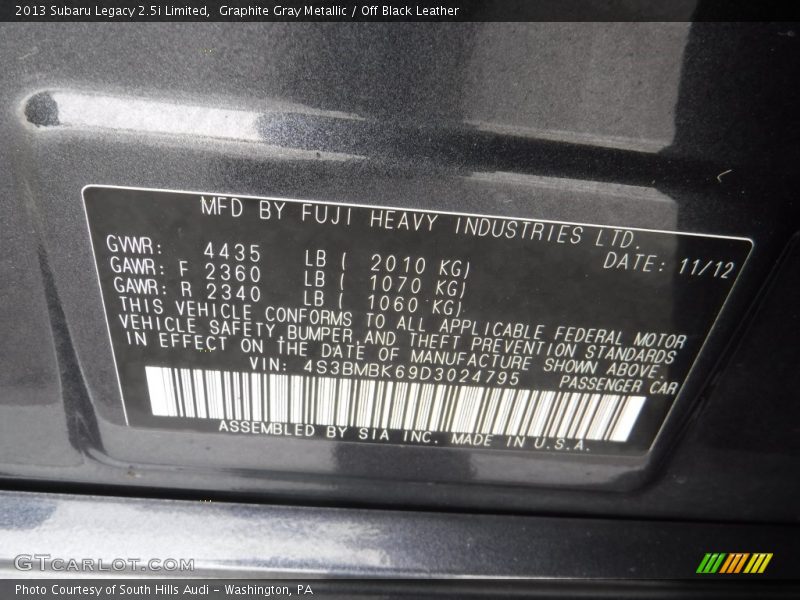 2013 Subaru Legacy 2.5i Limited,  Graphite Gray Metallic / Off Black Leather
MFD BY FUJI HEAVY INDUSTRIES LTD.
DATE: 11/12
GVWR: 4435 LB ( 2010 KG)
GAWR: F 2360 LB ( 1070 KG)
GAWR: R 2340 LB ( 1060 KG)
THIS VEHICLE CONFORMS TO ALL APPLICABLE FEDERAL MOTOR
VEHICLE SAFETY,BUMPER,AND THEFT PREVENTION STANDARDS
IN EFFECT ON THE DATE OF MANUFACTURE SHOWN ABOVE.
VIN: 4S3BMBK69D3024795 PASSENGER CAR
ASSEMBLED BY SIA INC. MADE IN U.S.A.
GTCARLOT.COM
Photo Courtesy of South Hills Audi - Washington, PA